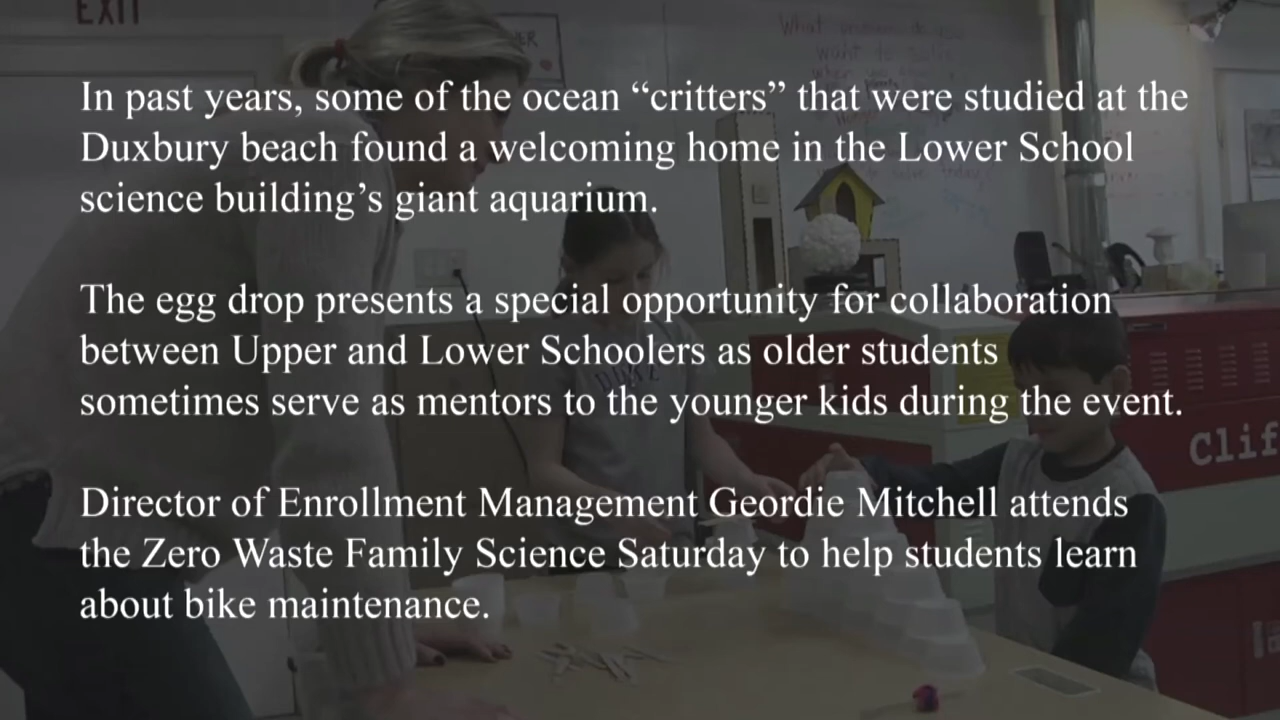 EXIT
In past years, some of the ocean “critters” that were studied at the
Duxbury beach found a welcoming home in the Lower School
science building’s giant aquarium.
The egg drop presents a special opportunity for collaboration
between Upper and Lower Schoolers as older students
sometimes serve as mentors to the younger kids during the event.
Clif
Director of Enrollment Management Geordie Mitchell attends
the Zero Waste Family Science Saturday to help students learn
about bike maintenance.